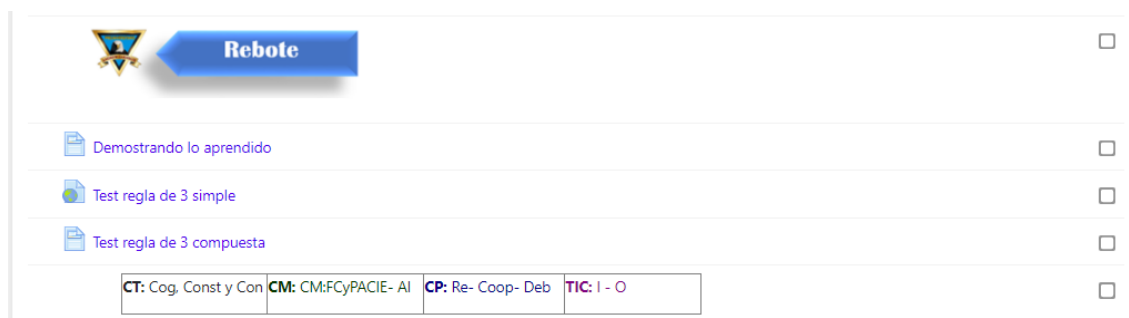 Rebote
Demostrando lo aprendido
Test regla de 3 simple
Test regla de 3 compuesta
CT: Cog, Const y Con CM: CM:FCyPACIE- AI CP: Re- Coop- Deb TIC: I - O